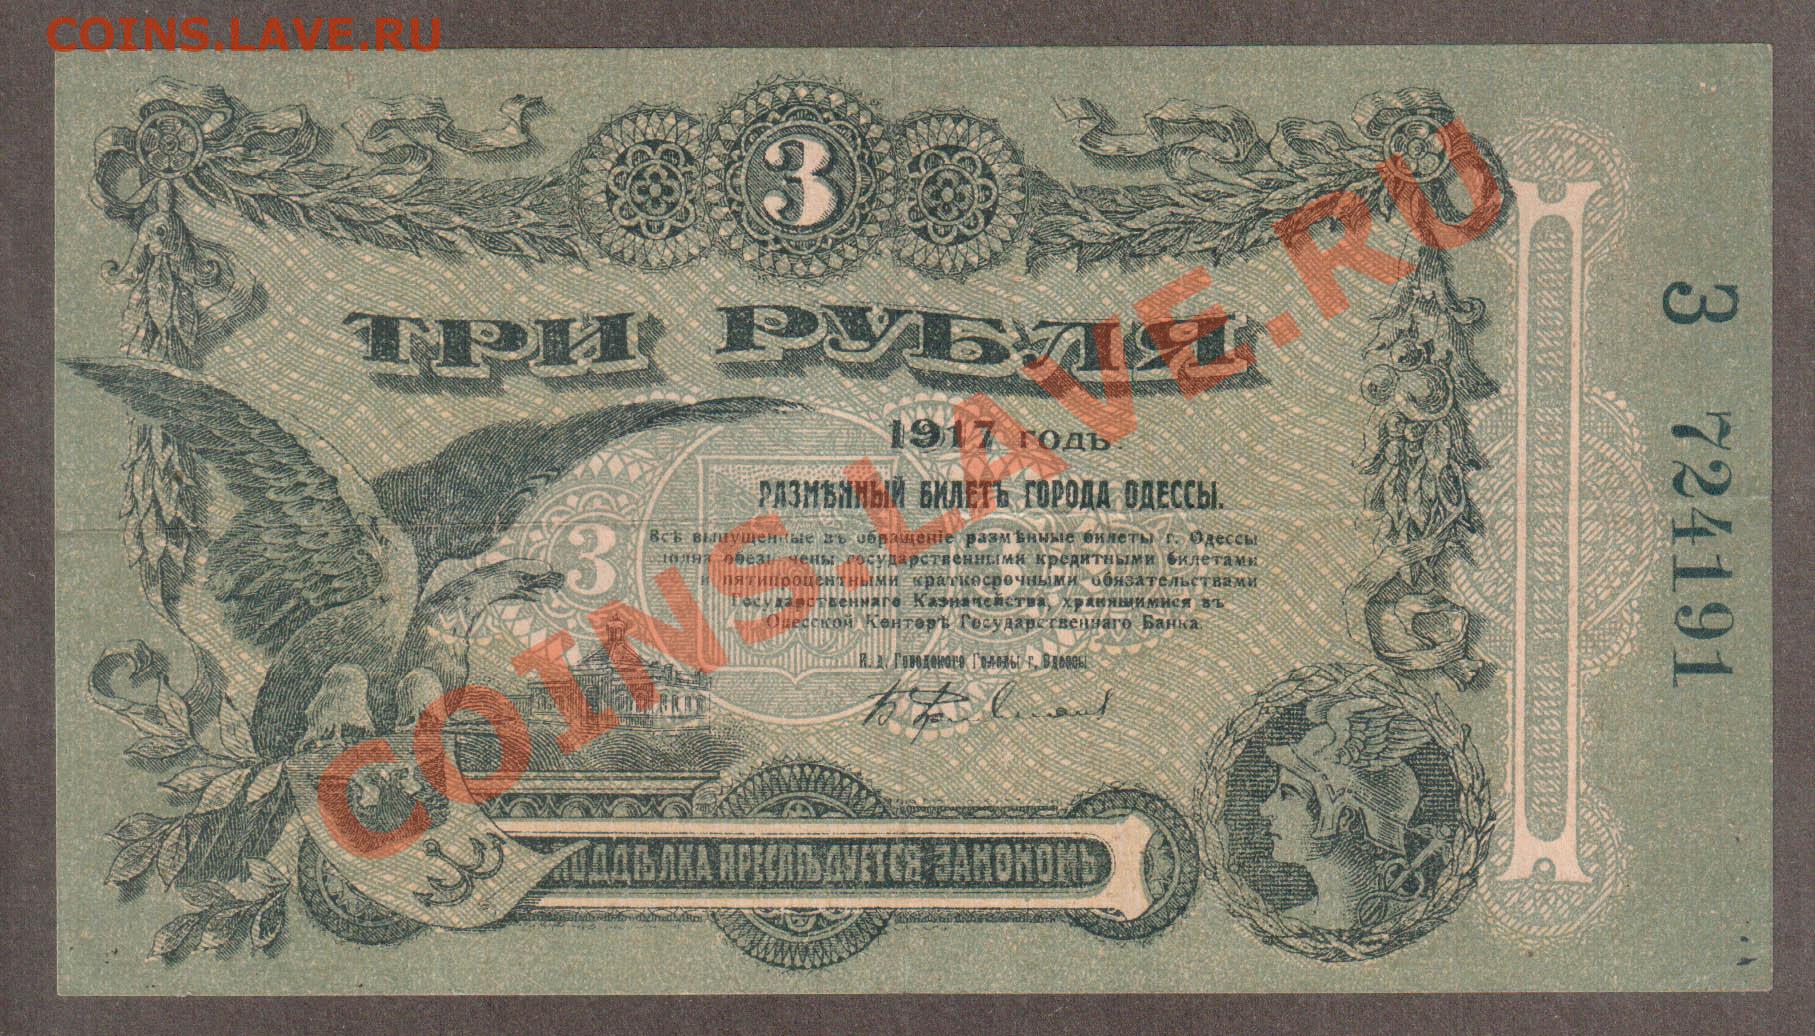 COINS.LAVE.RU
3
ТРИ РУБЛЯ
1917 годъ.
РАЗМѢННЫЙ БИЛЕТЪ ГОРОДА ОДЕССЫ.
Всѣ выпущенные въ обращеніе размѣнные билеты г. Одессы
полна обезпечены государственными кредитными билетами
и пятипроцентными краткосрочными обязательствами
Государственнаго Казначейства, хранящимися въ
Одесской Конторѣ Государственнаго Банка.
И. д. Городского Головы г. Одессы
3
ПОДДѢЛКА ПРЕСЛѢДУЕТСЯ ЗАКОНОМЪ
З 724191
COINS.LAVE.RU